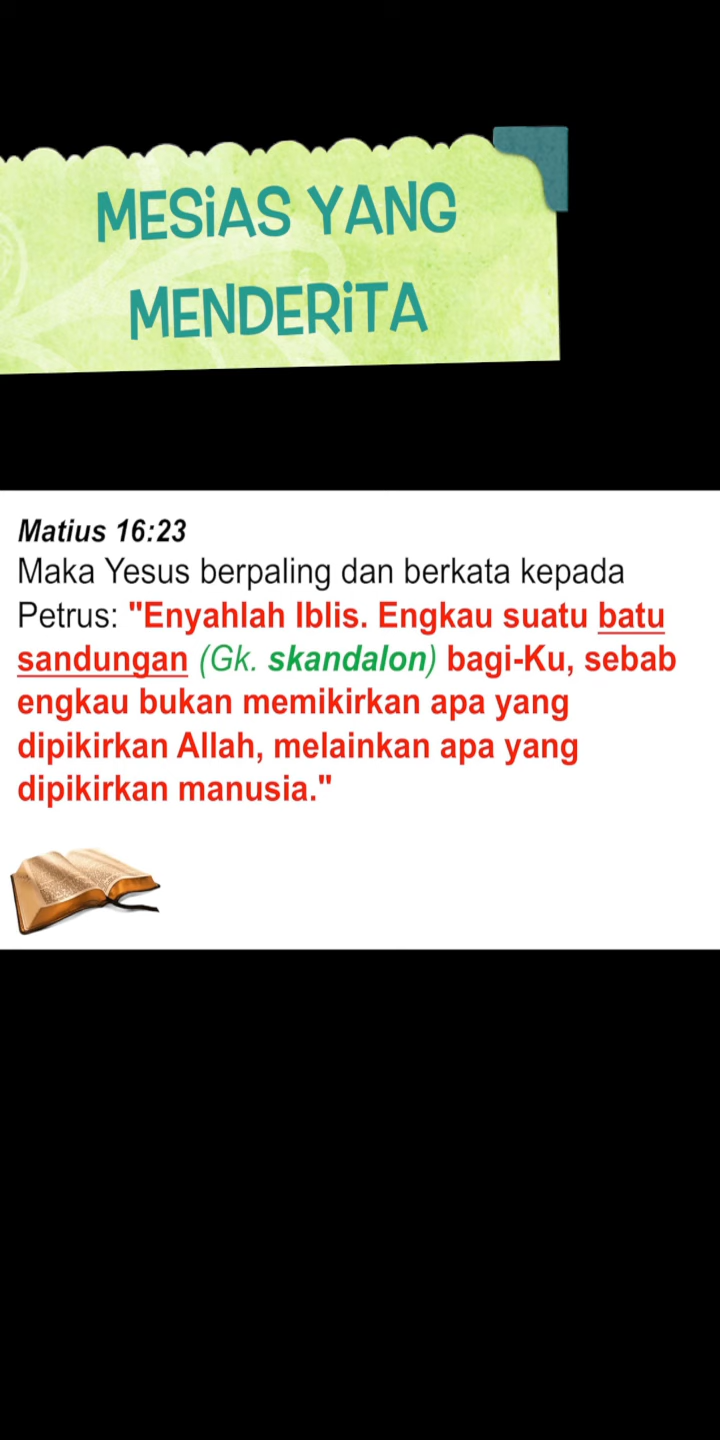 MESiAS YANG
MENDERiTA
Matius 16:23
Maka Yesus berpaling dan berkata kepada
Petrus: "Enyahlah Iblis. Engkau suatu batu
sandungan (Gk. skandalon) bagi-Ku, sebab
engkau bukan memikirkan apa yang
dipikirkan Allah, melainkan apa yang
dipikirkan manusia."